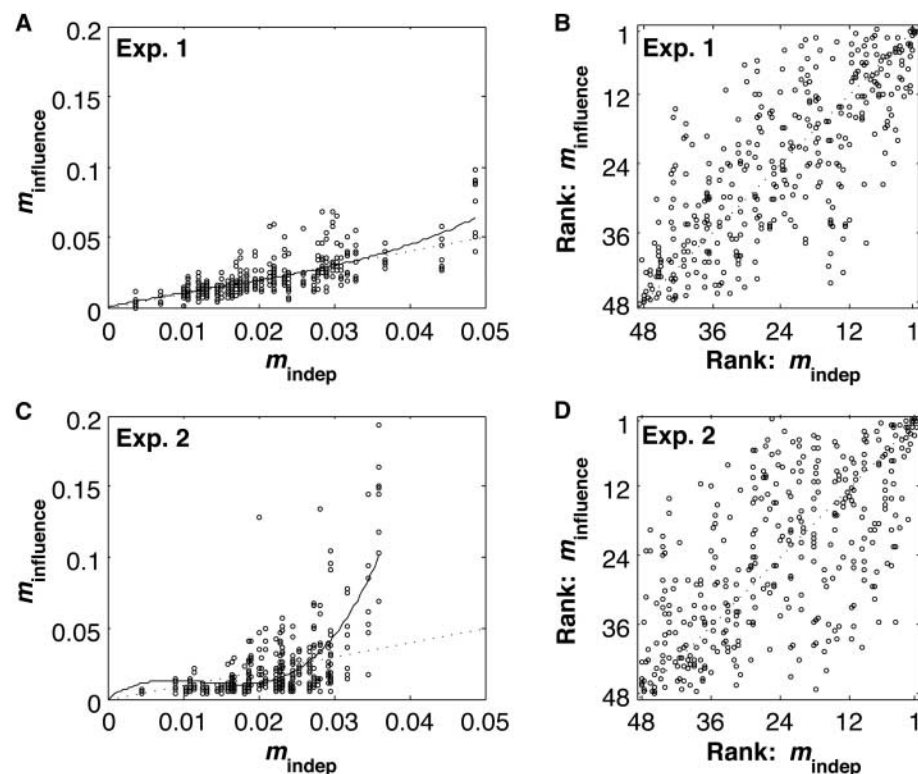 A
Exp. 1
0.2
0.15
0.1
0.05
0
m influence
0 0.01 0.02 0.03 0.04 0.05
m indep
B
Exp. 1
1
12
24
36
48
Rank: m influence
48 36 24 12 1
Rank: m indep
C
Exp. 2
0.2
0.15
0.1
0.05
0
m influence
0 0.01 0.02 0.03 0.04 0.05
m indep
D
Exp. 2
1
12
24
36
48
Rank: m influence
48 36 24 12 1
Rank: m indep